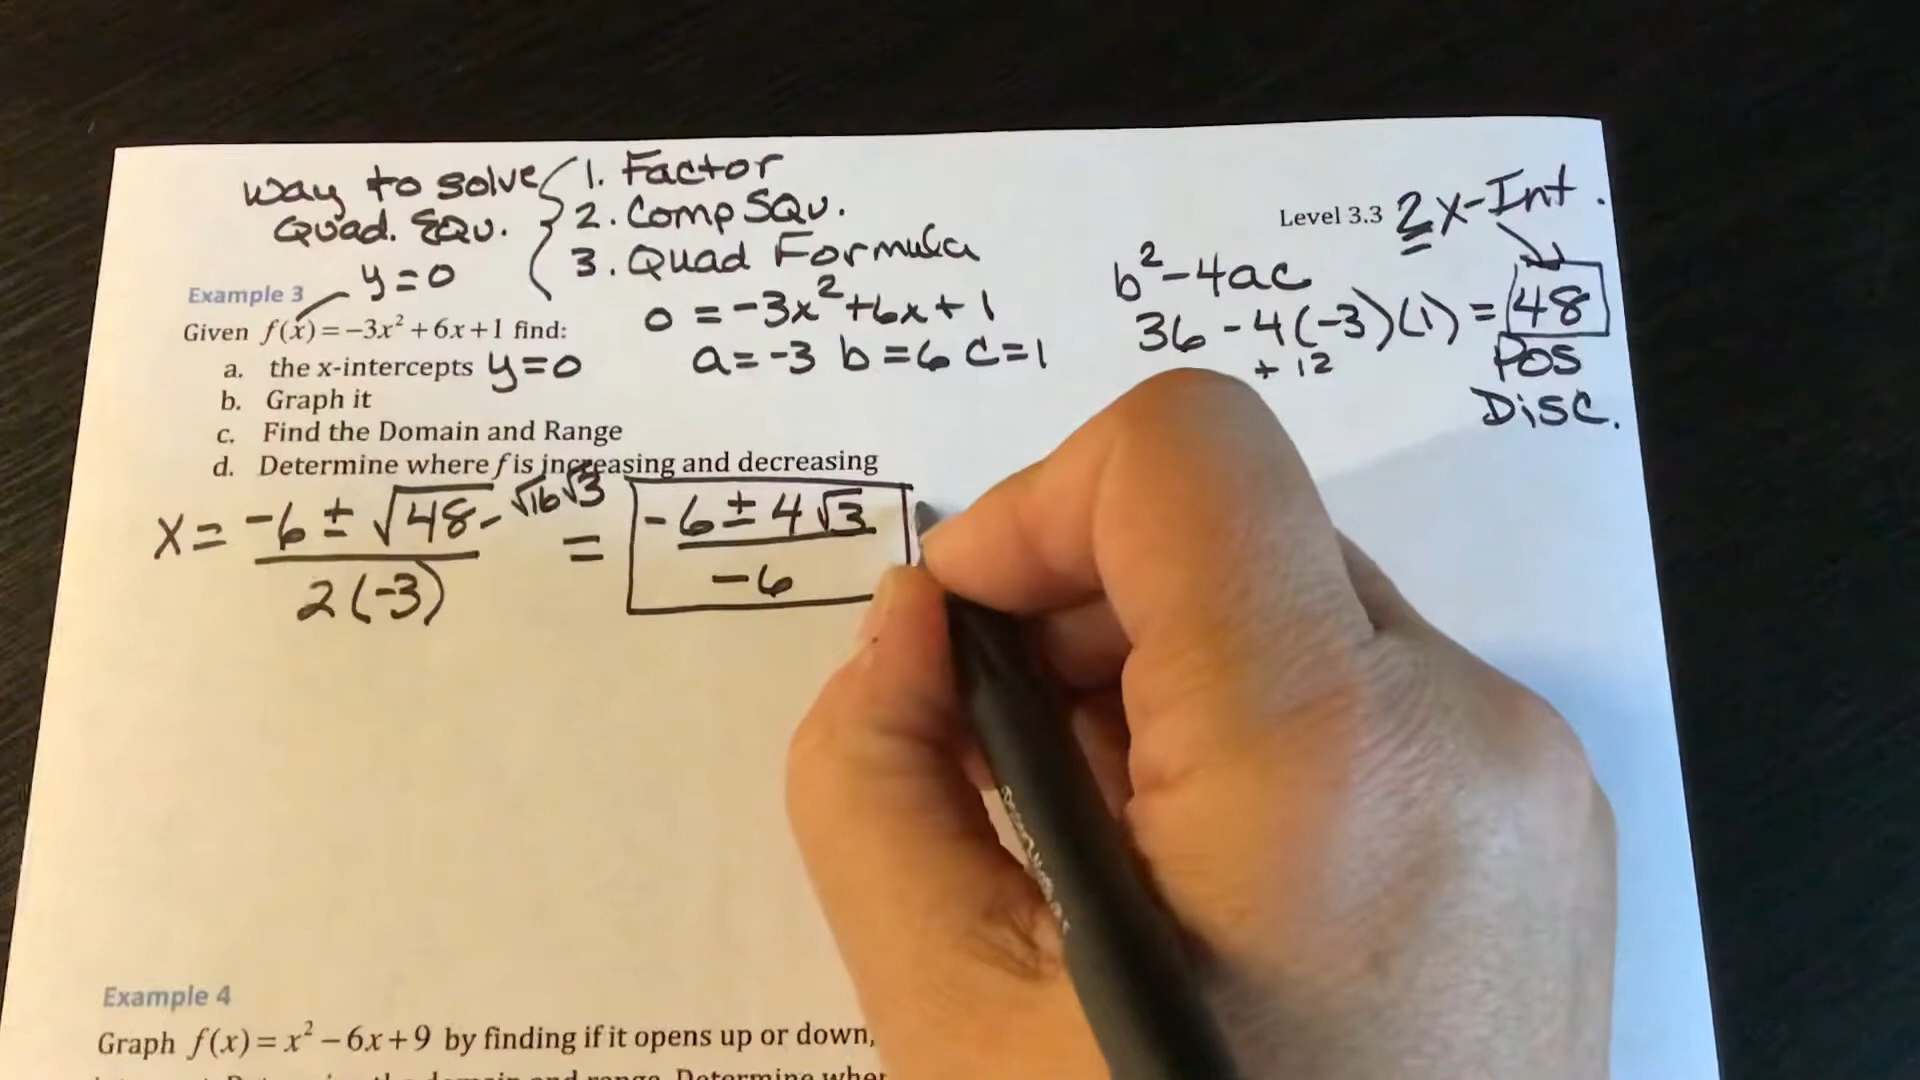 Way to solve 1. Factor
Quad. EQU. 2. Comp SQU.
3. Quad Formula
Level 3.3 2 x-Int.
y=0
b²-4ac
Example 3
0 = -3x²+6x+1
36-4(-3)(1) = 48
Given f(x)=−3x²+6x+1 find:
+12 Pos
a. the x-intercepts y=0
a=-3 b=6 c=1
Disc.
b. Graph it
c. Find the Domain and Range
d. Determine where f is increasing and decreasing
x = -6 ± √48 √16 √3 = -6 ± 4√3
2(-3) -6
Example 4
Graph f(x)=x²−6x+9 by finding if it opens up or down,